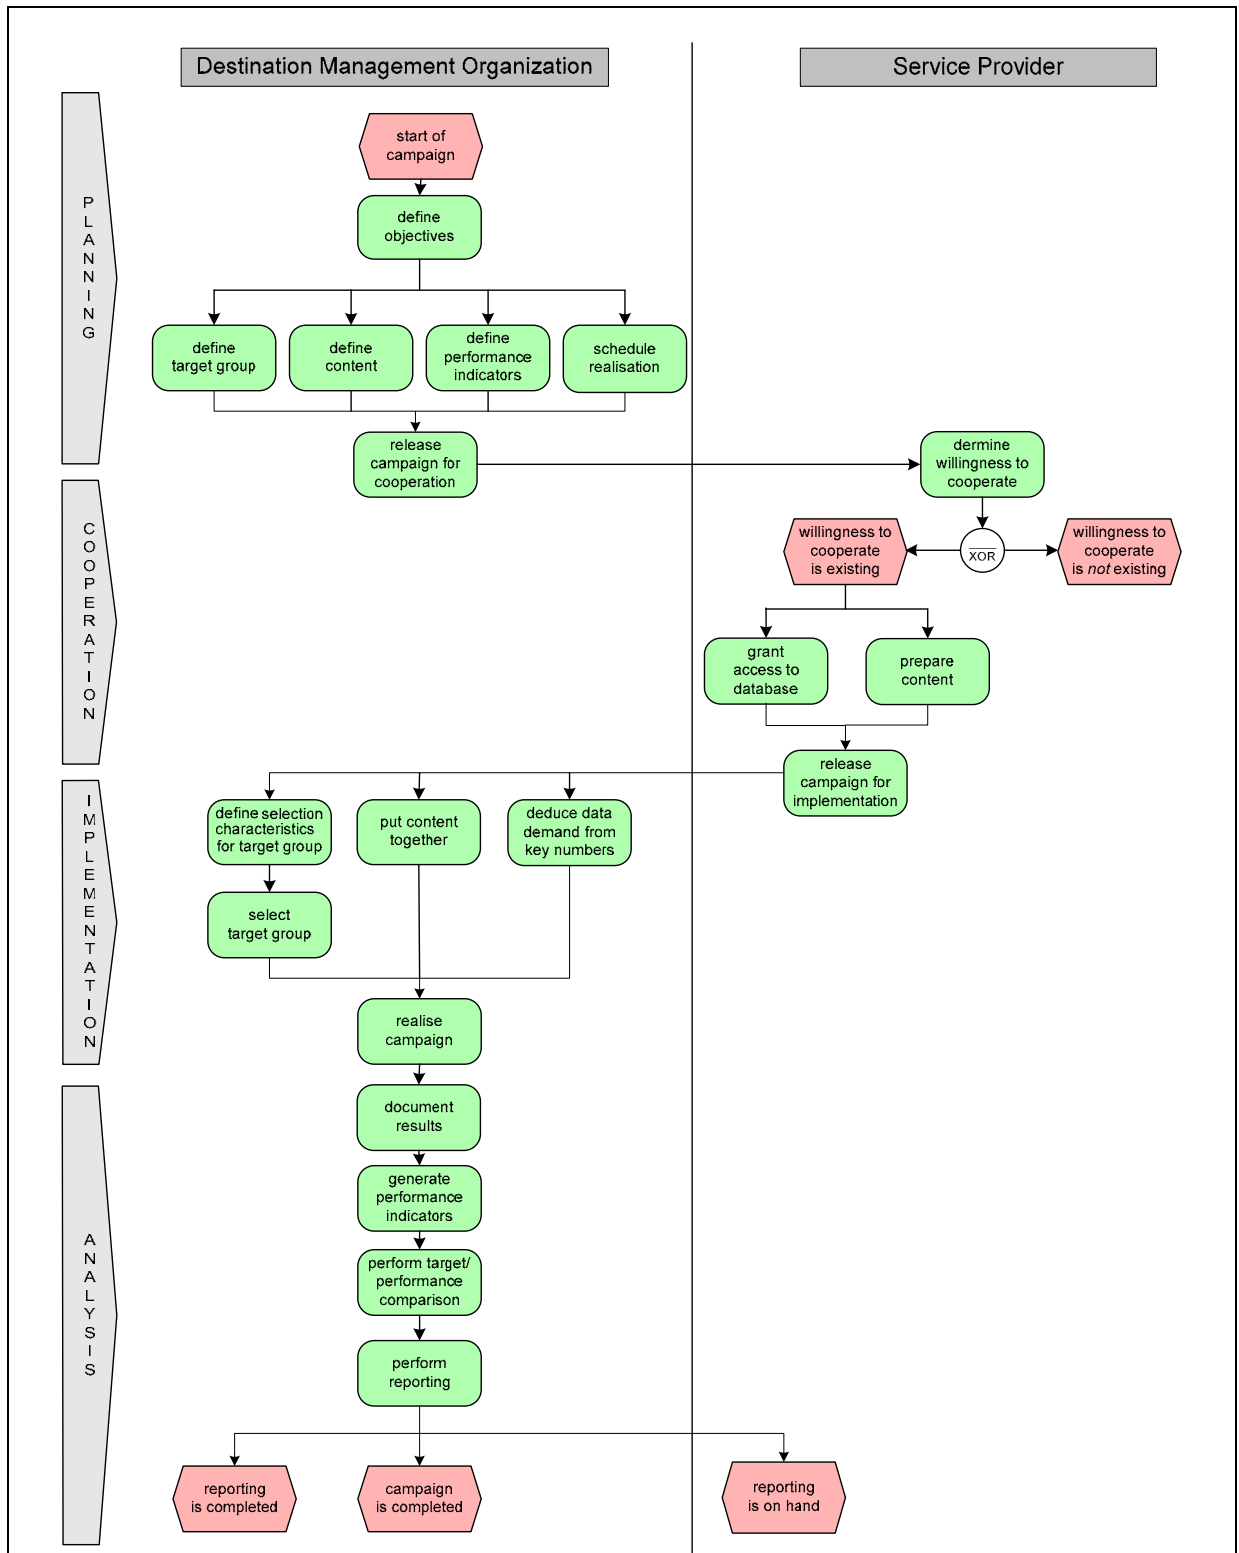 Destination Management Organization
Service Provider
PLANNING
start of
campaign
define
objectives
define
target group
define
content
define
performance
indicators
schedule
realisation
release
campaign for
cooperation
dermine
willingness to
cooperate
COOPERATION
willingness to
cooperate
is existing
XOR
willingness to
cooperate
is not existing
grant
access to
database
prepare
content
release
campaign for
implementation
IMPLEMENTATION
define selection
characteristics
for target group
put content
together
deduce data
demand from
key numbers
select
target group
realise
campaign
ANALYSIS
document
results
generate
performance
indicators
perform target/
performance
comparison
perform
reporting
reporting
is completed
campaign
is completed
reporting
is on hand